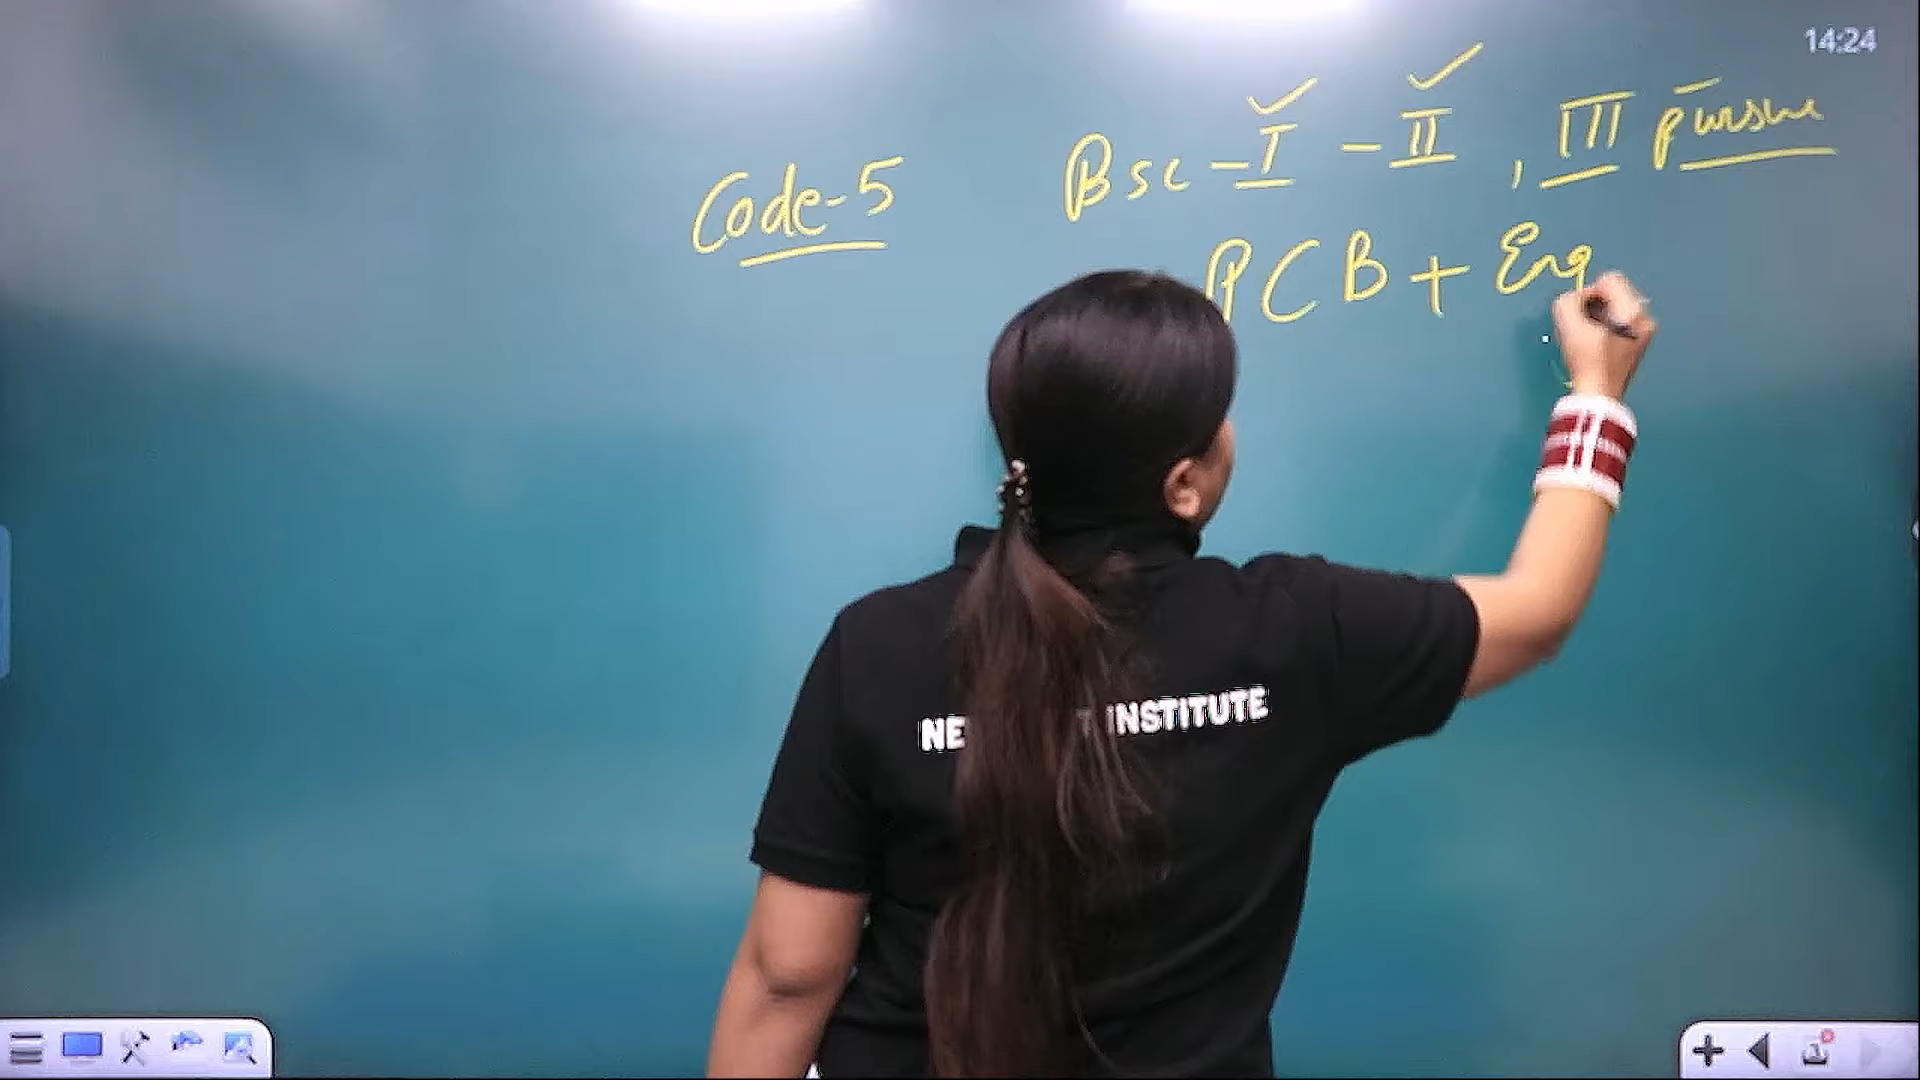 14:24
Bsc - I - II , III pursue
Code-5
PCB + Eng
INSTITUTE